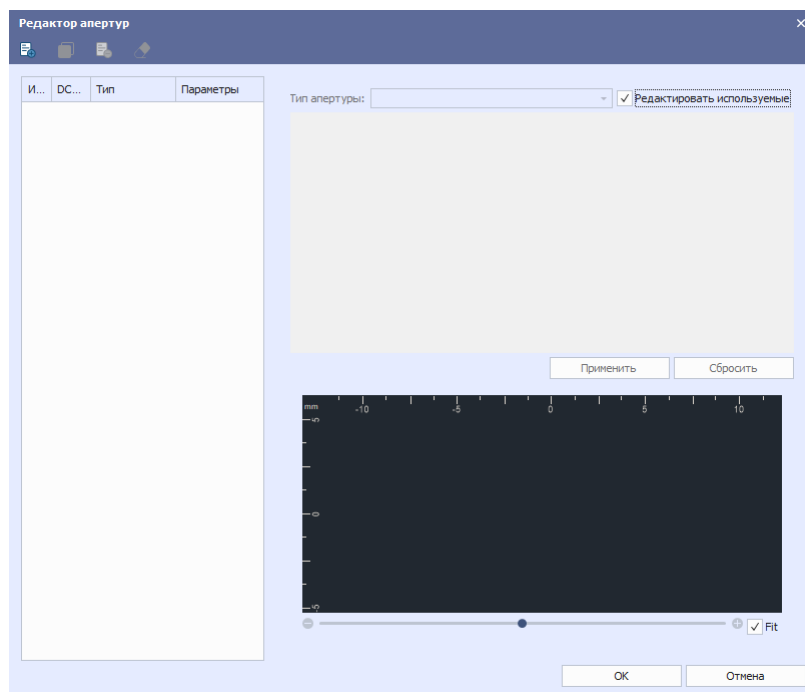 Редактор апертур
И... DC... Тип Параметры
Тип апертуры: Редактировать используемые
Применить Сбросить
mm -10 -5 0 5 10
5
0
-5
Fit
OK Отмена